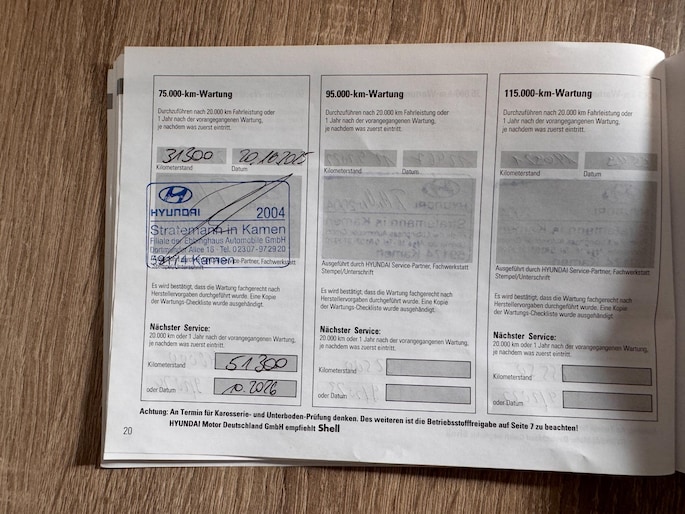 75.000-km-Wartung
Durchzuführen nach 20.000 km Fahrleistung oder
1 Jahr nach der vorangegangenen Wartung,
je nachdem was zuerst eintritt.
31300 20.10.2025
Kilometerstand Datum
HYUNDAI 2004
Stratemann in Kamen
Filiale der Ebbinghaus Automobile GmbH
Dortmunder Allee Tel. 02307-972920
59174 Kamen
Service-Partner, Fachwerkstatt
Stempel/Unterschrift
Es wird bestätigt, dass die Wartung fachgerecht nach
Herstellervorgaben durchgeführt wurde. Eine Kopie
der Wartungs-Checkliste wurde ausgehändigt.
Nächster Service:
20.000 km oder 1 Jahr nach der vorangegangenen Wartung,
je nachdem was zuerst eintritt.
Kilometerstand 51.300
oder Datum 10.2026
95.000-km-Wartung
Durchzuführen nach 20.000 km Fahrleistung oder
1 Jahr nach der vorangegangenen Wartung,
je nachdem was zuerst eintritt.
Kilometerstand Datum
Ausgeführt durch HYUNDAI Service-Partner, Fachwerkstatt
Stempel/Unterschrift
Es wird bestätigt, dass die Wartung fachgerecht nach
Herstellervorgaben durchgeführt wurde. Eine Kopie
der Wartungs-Checkliste wurde ausgehändigt.
Nächster Service:
20.000 km oder 1 Jahr nach der vorangegangenen Wartung,
je nachdem was zuerst eintritt.
Kilometerstand
oder Datum
115.000-km-Wartung
Durchzuführen nach 20.000 km Fahrleistung oder
1 Jahr nach der vorangegangenen Wartung,
je nachdem was zuerst eintritt.
Kilometerstand Datum
Ausgeführt durch HYUNDAI Service-Partner, Fachwerkstatt
Stempel/Unterschrift
Es wird bestätigt, dass die Wartung fachgerecht nach
Herstellervorgaben durchgeführt wurde. Eine Kopie
der Wartungs-Checkliste wurde ausgehändigt.
Nächster Service:
20.000 km oder 1 Jahr nach der vorangegangenen Wartung,
je nachdem was zuerst eintritt.
Kilometerstand
oder Datum
Achtung: An Termin für Karosserie- und Unterboden-Prüfung denken. Des weiteren ist die Betriebsstofffreigabe auf Seite 7 zu beachten!
20 HYUNDAI Motor Deutschland GmbH empfiehlt Shell